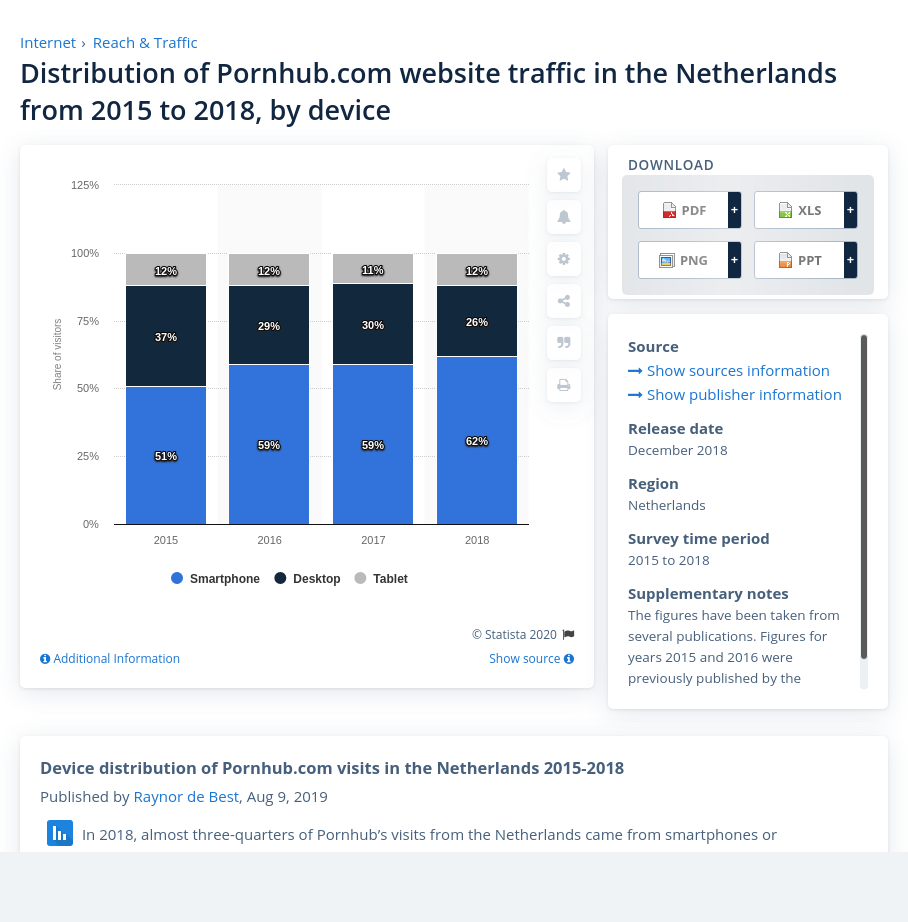 Internet › Reach & Traffic
Distribution of Pornhub.com website traffic in the Netherlands
from 2015 to 2018, by device
125%
100%
75%
50%
25%
0%
Share of visitors
12%
12%
11%
12%
37%
29%
30%
26%
51%
59%
59%
62%
2015
2016
2017
2018
Smartphone
Desktop
Tablet
© Statista 2020
Additional Information
Show source
DOWNLOAD
PDF +
XLS +
PNG +
PPT +
Source
Show sources information
Show publisher information
Release date
December 2018
Region
Netherlands
Survey time period
2015 to 2018
Supplementary notes
The figures have been taken from
several publications. Figures for
years 2015 and 2016 were
previously published by the
Device distribution of Pornhub.com visits in the Netherlands 2015-2018
Published by Raynor de Best, Aug 9, 2019
In 2018, almost three-quarters of Pornhub’s visits from the Netherlands came from smartphones or